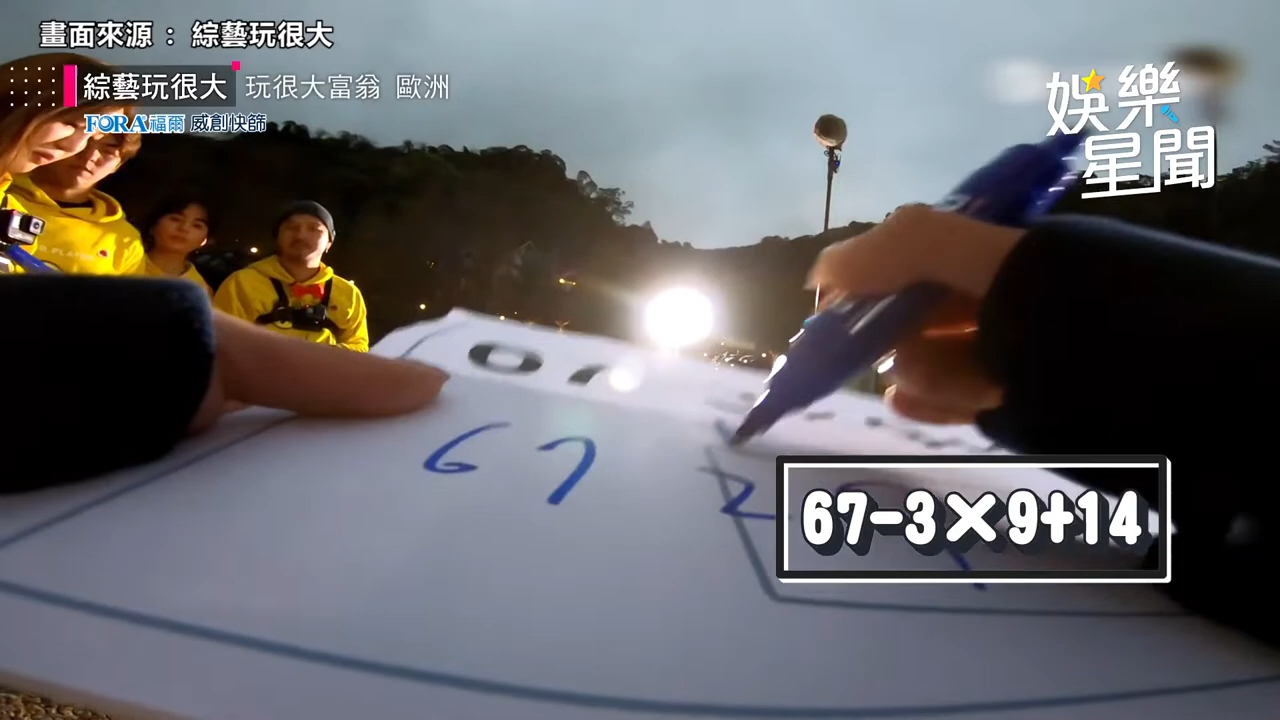 畫面來源 : 綜藝玩很大
綜藝玩很大 玩很大富翁 歐洲
FORA福爾 威創快篩
娛樂
星聞
67
2
67-3×9+14